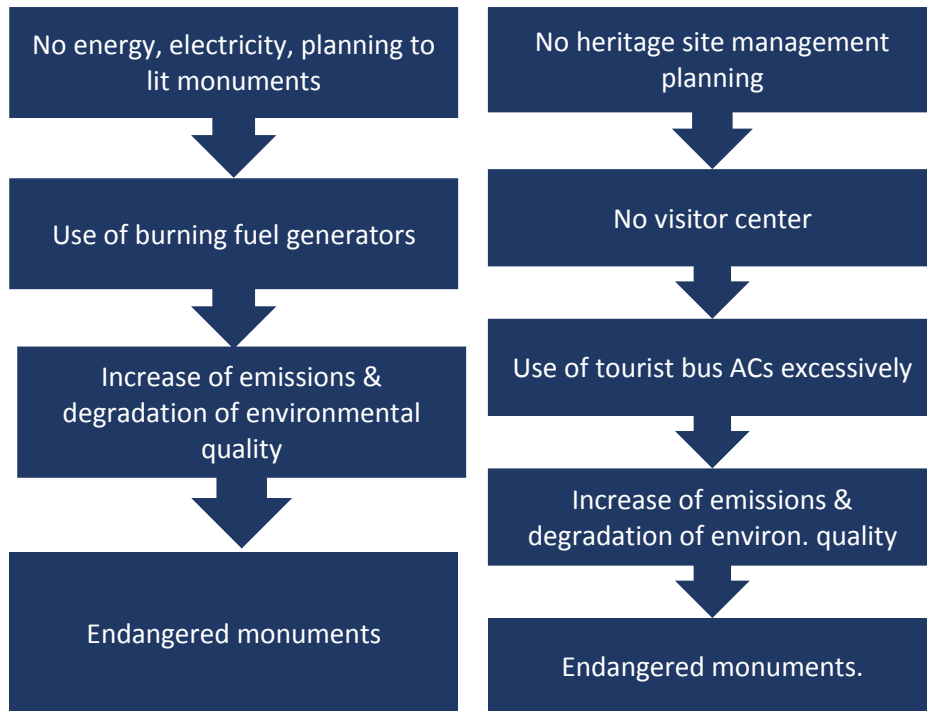 No energy, electricity, planning to
lit monuments
Use of burning fuel generators
Increase of emissions &
degradation of environmental
quality
Endangered monuments
No heritage site management
planning
No visitor center
Use of tourist bus ACs excessively
Increase of emissions &
degradation of environ. quality
Endangered monuments.